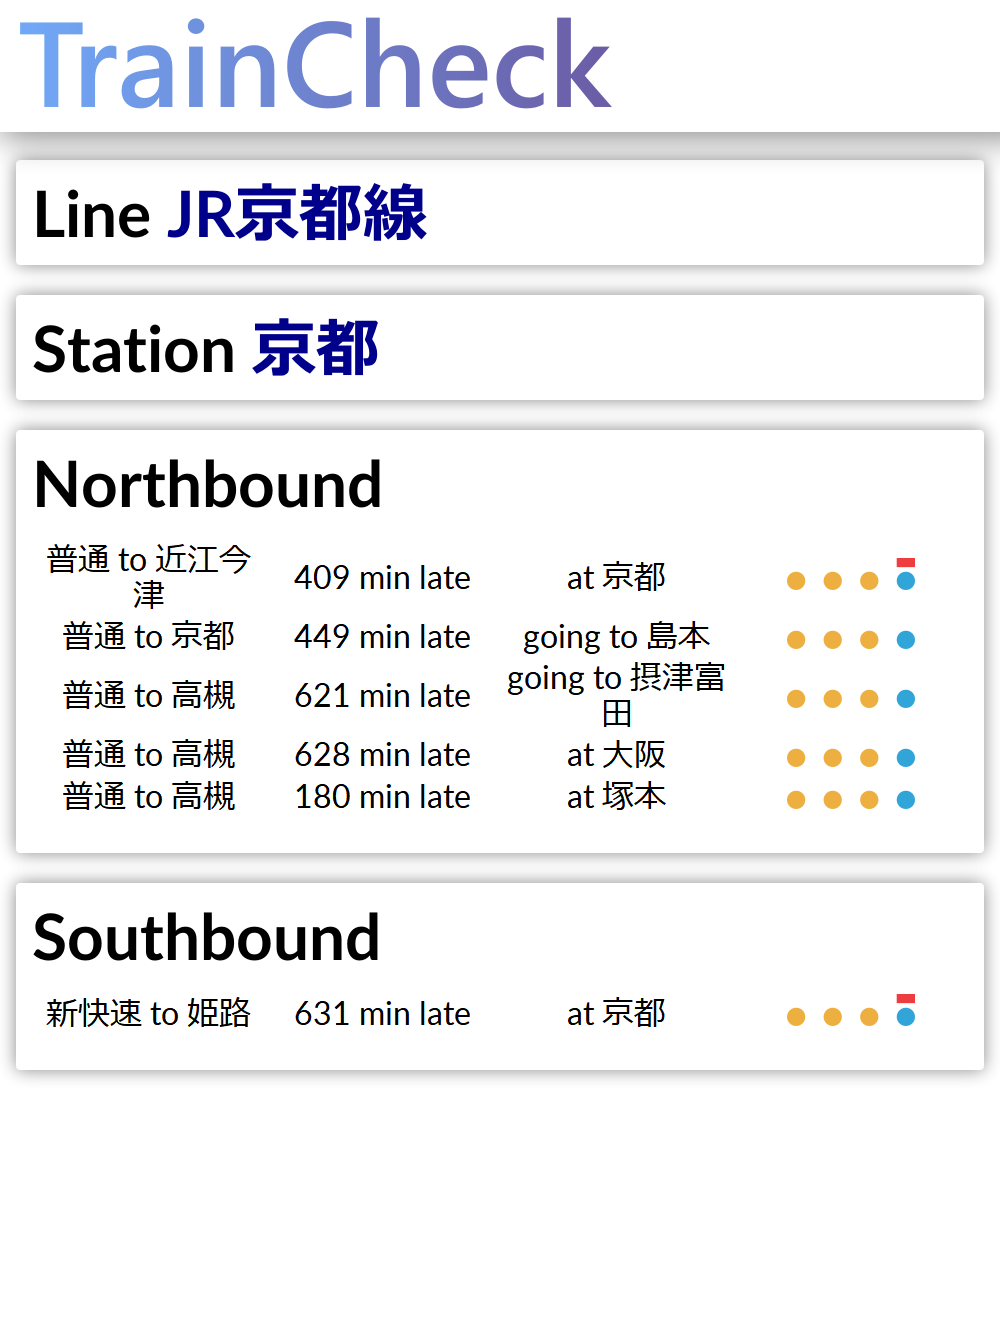 TrainCheck
Line JR京都線
Station 京都
Northbound
普通 to 近江今
津
409 min late
at 京都
普通 to 京都
449 min late
going to 島本
普通 to 高槻
621 min late
going to 摂津富
田
普通 to 高槻
628 min late
at 大阪
普通 to 高槻
180 min late
at 塚本
Southbound
新快速 to 姫路
631 min late
at 京都